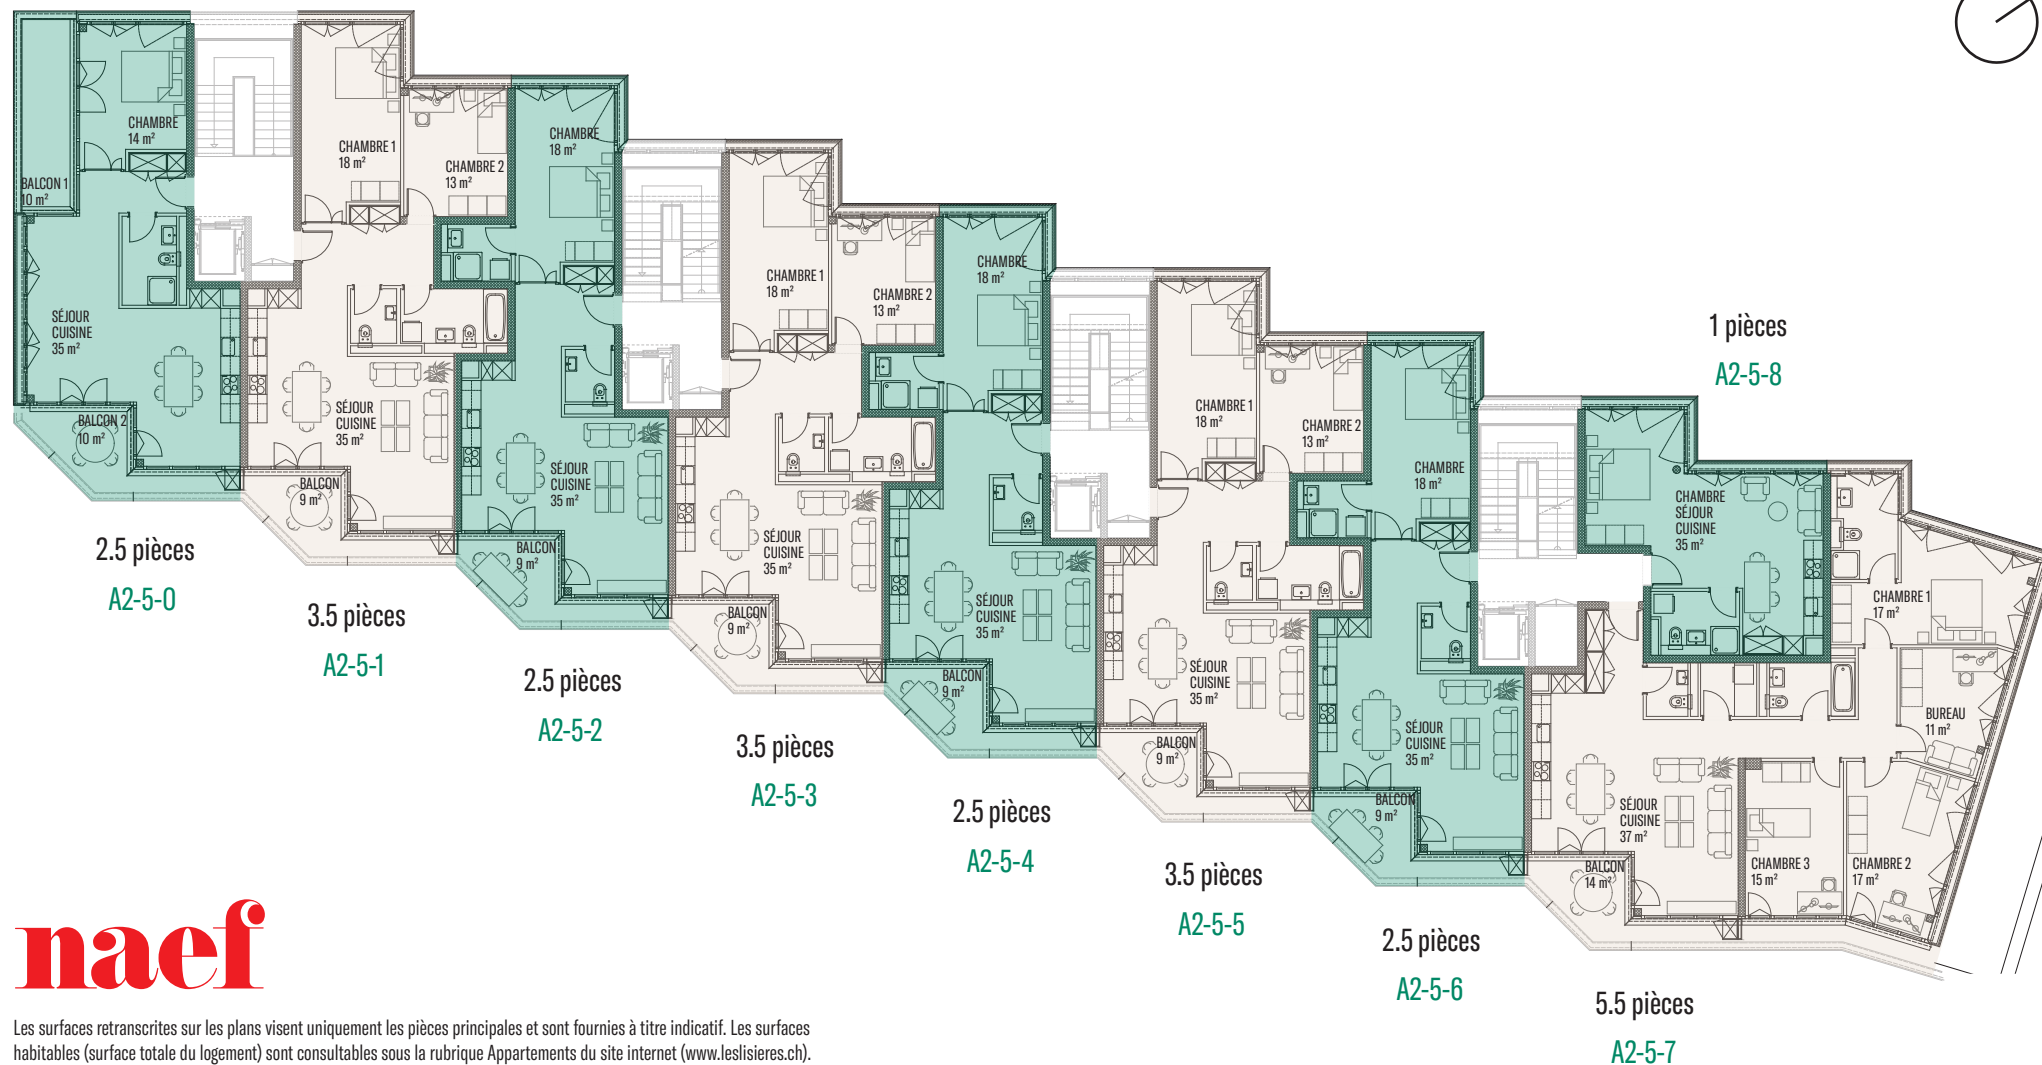 BALCON 1
10 m²
CHAMBRE
14 m²
SÉJOUR
CUISINE
35 m²
BALCON 2
10 m²
2.5 pièces
A2-5-0
CHAMBRE 1
18 m²
CHAMBRE 2
13 m²
SÉJOUR
CUISINE
35 m²
BALCON
9 m²
3.5 pièces
A2-5-1
CHAMBRE
18 m²
SÉJOUR
CUISINE
35 m²
BALCON
9 m²
2.5 pièces
A2-5-2
CHAMBRE 1
18 m²
CHAMBRE 2
13 m²
SÉJOUR
CUISINE
35 m²
BALCON
9 m²
3.5 pièces
A2-5-3
CHAMBRE
18 m²
SÉJOUR
CUISINE
35 m²
BALCON
9 m²
2.5 pièces
A2-5-4
CHAMBRE 1
18 m²
CHAMBRE 2
13 m²
SÉJOUR
CUISINE
35 m²
BALCON
9 m²
3.5 pièces
A2-5-5
CHAMBRE
18 m²
SÉJOUR
CUISINE
35 m²
BALCON
9 m²
2.5 pièces
A2-5-6
1 pièces
A2-5-8
CHAMBRE
SÉJOUR
CUISINE
35 m²
CHAMBRE 1
17 m²
BUREAU
11 m²
SÉJOUR
CUISINE
37 m²
CHAMBRE 3
15 m²
CHAMBRE 2
17 m²
BALCON
14 m²
5.5 pièces
A2-5-7
naef
Les surfaces retranscrites sur les plans visent uniquement les pièces principales et sont fournies à titre indicatif. Les surfaces
habitables (surface totale du logement) sont consultables sous la rubrique Appartements du site internet (www.leslisieres.ch).